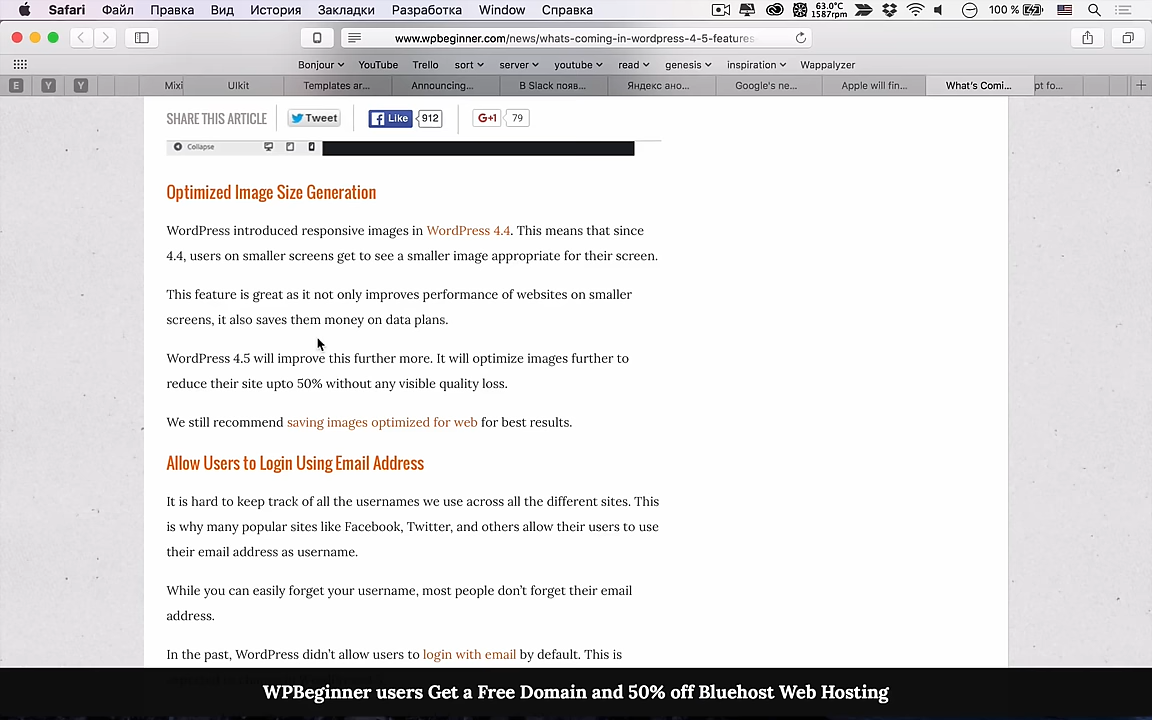 Safari Файл Правка Вид История Закладки Разработка Window Справка 63.0°C 1587rpm 100 %
www.wpbeginner.com/news/whats-coming-in-wordpress-4-5-features
Bonjour YouTube Trello sort server youtube read genesis inspiration Wappalyzer
E Y Y Mixi UIkit Templates ar... Announcing... В Slack появ... Яндекс ано... Google's ne... Apple will fin... What's Comi... pt fo...
SHARE THIS ARTICLE Tweet Like 912 G+1 79
Collapse
Optimized Image Size Generation
WordPress introduced responsive images in WordPress 4.4. This means that since
4.4, users on smaller screens get to see a smaller image appropriate for their screen.
This feature is great as it not only improves performance of websites on smaller
screens, it also saves them money on data plans.
WordPress 4.5 will improve this further more. It will optimize images further to
reduce their site upto 50% without any visible quality loss.
We still recommend saving images optimized for web for best results.
Allow Users to Login Using Email Address
It is hard to keep track of all the usernames we use across all the different sites. This
is why many popular sites like Facebook, Twitter, and others allow their users to use
their email address as username.
While you can easily forget your username, most people don't forget their email
address.
In the past, WordPress didn't allow users to login with email by default. This is
WPBeginner users Get a Free Domain and 50% off Bluehost Web Hosting